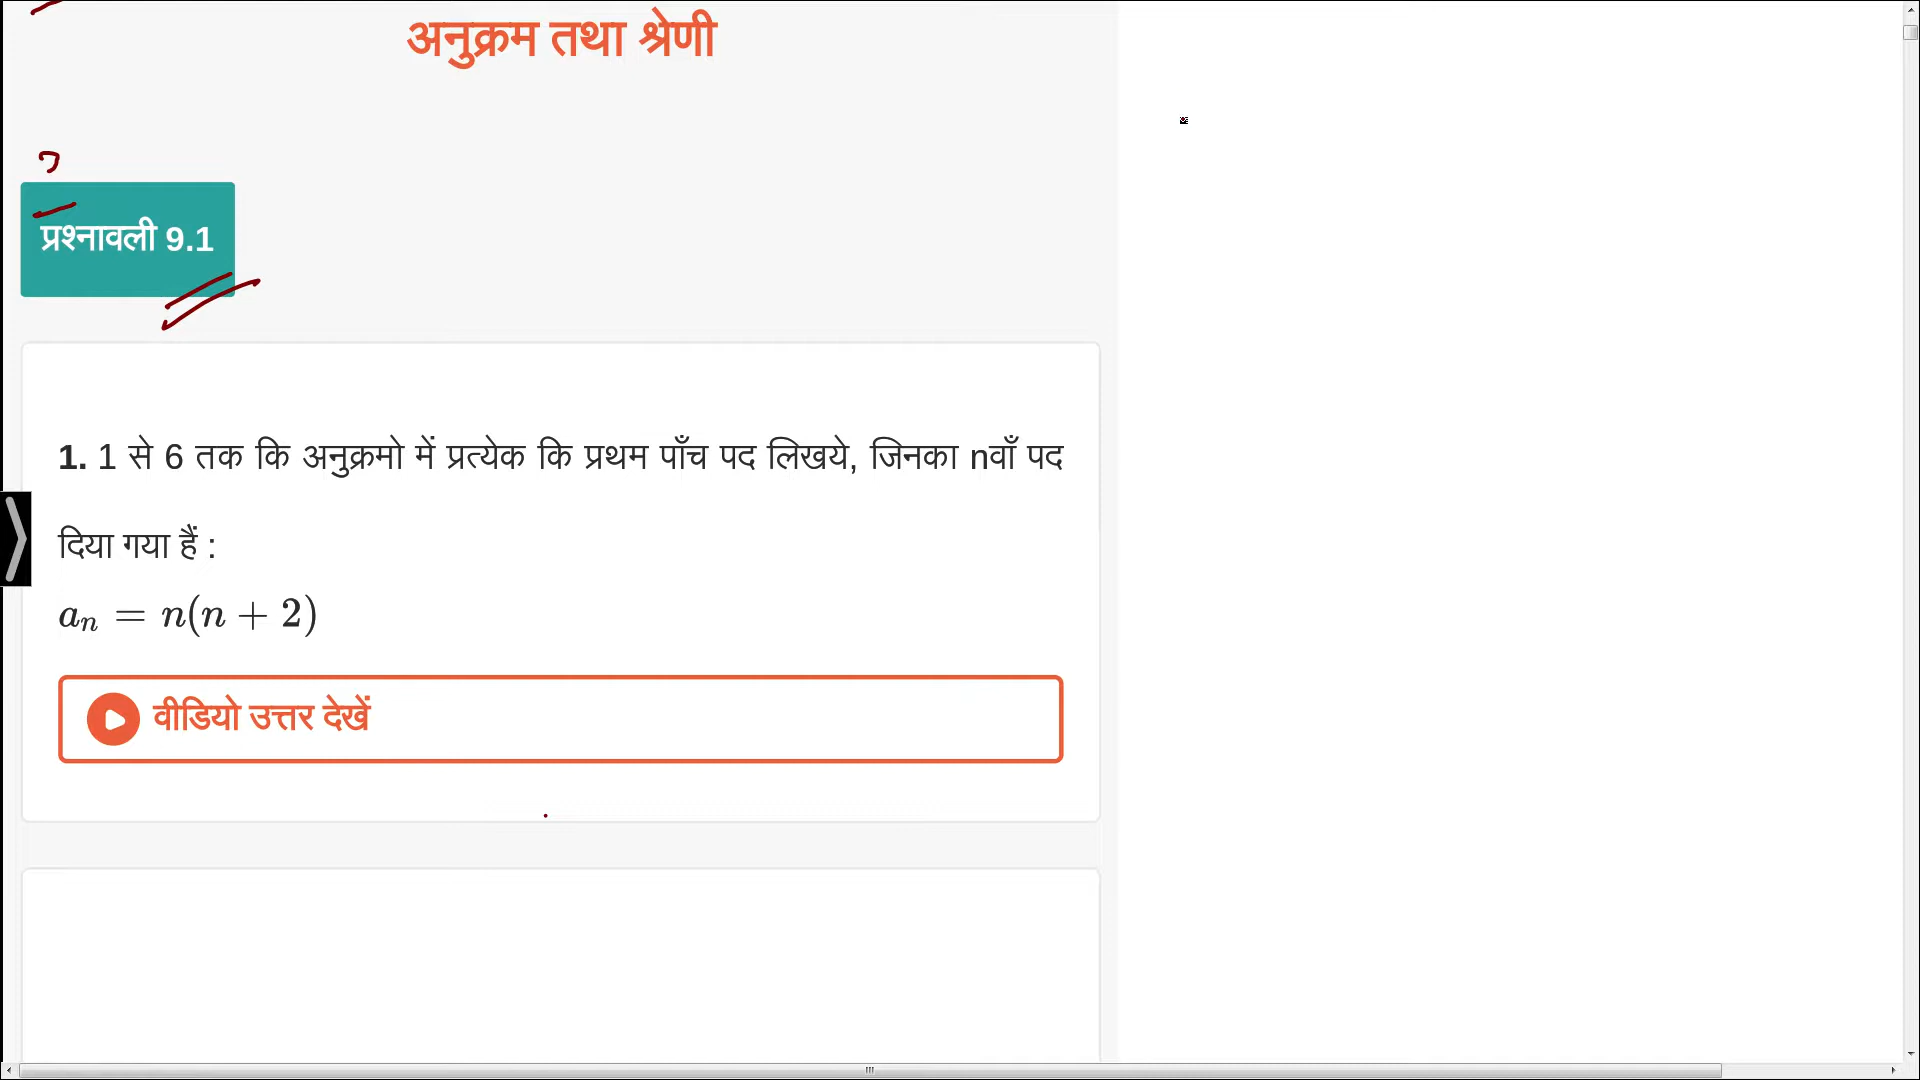 अनुक्रम तथा श्रेणी
प्रश्नावली 9.1
1. 1 से 6 तक कि अनुक्रमो में प्रत्येक कि प्रथम पाँच पद लिखये, जिनका nवाँ पद
दिया गया हैं :
aₙ = n(n + 2)
वीडियो उत्तर देखें